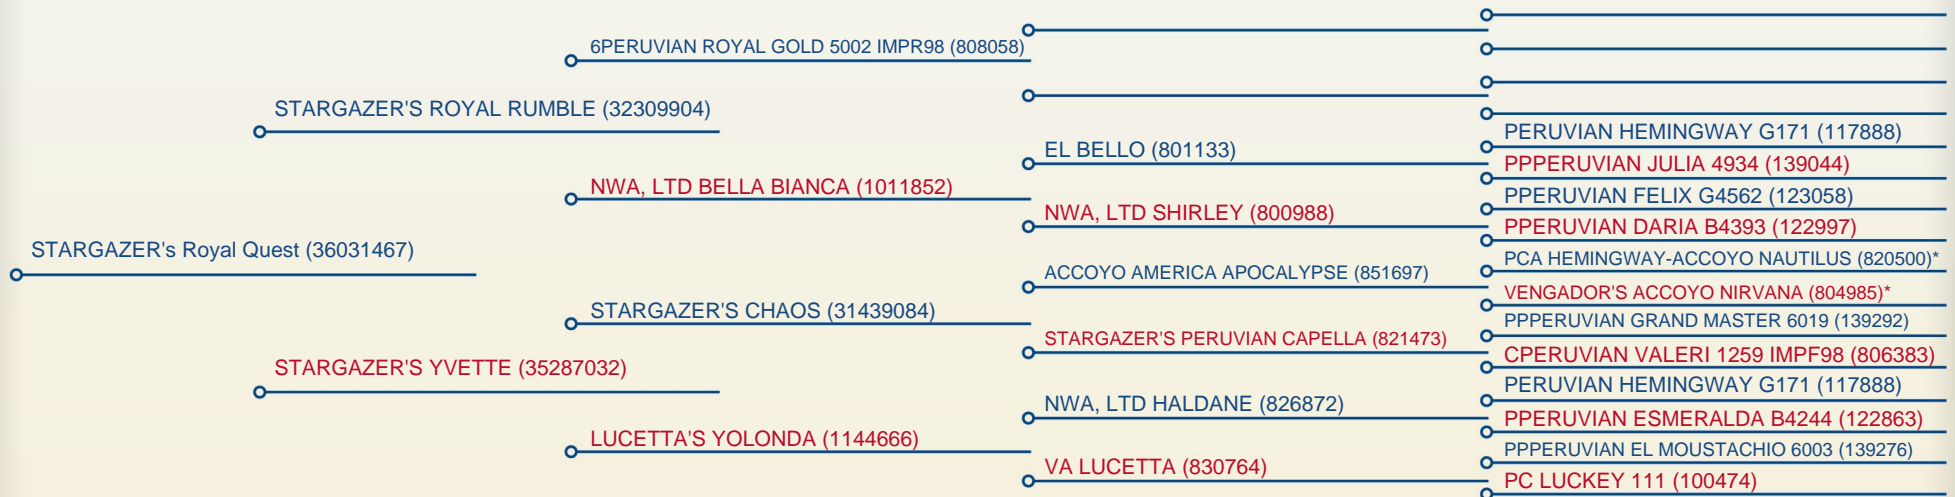 6PERUVIAN ROYAL GOLD 5002 IMPR98 (808058)
STARGAZER'S ROYAL RUMBLE (32309904)
PERUVIAN HEMINGWAY G171 (117888)
EL BELLO (801133)
PPPERUVIAN JULIA 4934 (139044)
NWA, LTD BELLA BIANCA (1011852)
PPERUVIAN FELIX G4562 (123058)
NWA, LTD SHIRLEY (800988)
PPERUVIAN DARIA B4393 (122997)
STARGAZER's Royal Quest (36031467)
PCA HEMINGWAY-ACCOYO NAUTILUS (820500)*
ACCOYO AMERICA APOCALYPSE (851697)
VENGADOR'S ACCOYO NIRVANA (804985)*
STARGAZER'S CHAOS (31439084)
PPPERUVIAN GRAND MASTER 6019 (139292)
STARGAZER'S PERUVIAN CAPELLA (821473)
CPERUVIAN VALERI 1259 IMPF98 (806383)
STARGAZER'S YVETTE (35287032)
PERUVIAN HEMINGWAY G171 (117888)
NWA, LTD HALDANE (826872)
PPERUVIAN ESMERALDA B4244 (122863)
LUCETTA'S YOLONDA (1144666)
PPPERUVIAN EL MOUSTACHIO 6003 (139276)
VA LUCETTA (830764)
PC LUCKEY 111 (100474)